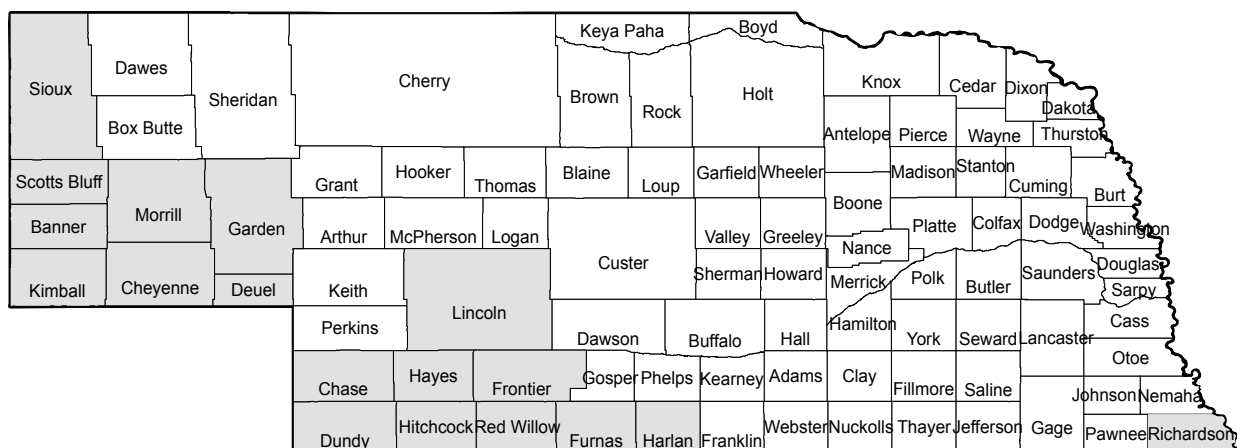 Keya Paha Boyd
Sioux Dawes Sheridan Cherry Brown Rock Holt Knox Cedar Dixon
Dakota
Box Butte Antelope Pierce Wayne Thurston
Scotts Bluff Grant Hooker Thomas Blaine Loup Garfield Wheeler Madison Stanton Cuming
Burt
Banner Morrill Garden Arthur McPherson Logan Valley Greeley Boone Platte Colfax Dodge Washington
Nance
Kimball Cheyenne Deuel Keith Custer Sherman Howard Merrick Polk Butler Saunders Douglas
Sarpy
Perkins Lincoln Dawson Buffalo Hall Hamilton York Seward Lancaster Cass
Otoe
Chase Hayes Frontier Gosper Phelps Kearney Adams Clay Fillmore Saline Johnson Nemaha
Dundy Hitchcock Red Willow Furnas Harlan Franklin Webster Nuckolls Thayer Jefferson Gage Pawnee Richardson